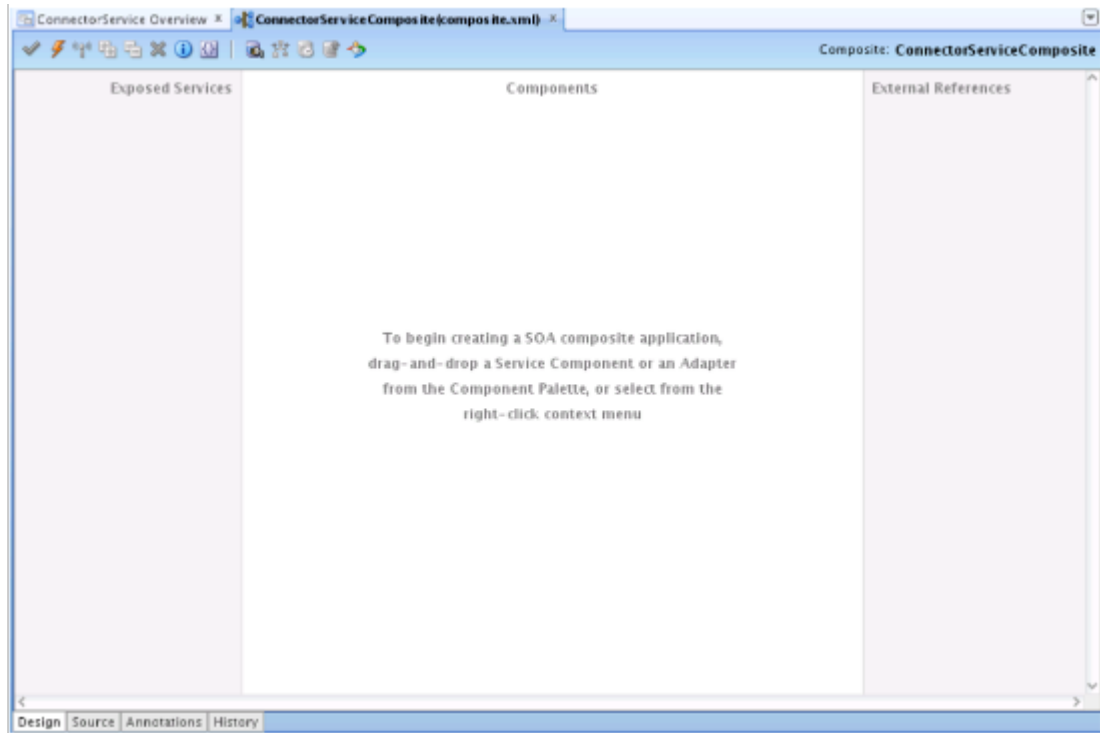 ConnectorService Overview
ConnectorServiceComposite(composite.xml)
Composite: ConnectorServiceComposite
Exposed Services
Components
External References
To begin creating a SOA composite application,
drag-and-drop a Service Component or an Adapter
from the Component Palette, or select from the
right-click context menu
Design Source Annotations History